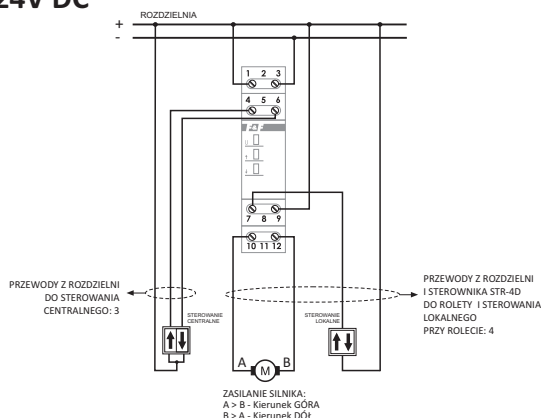 24V DC
ROZDZIELNIA
+
-
1 2 3
4 5 6
F&F
7 8 9
10 11 12
PRZEWODY Z ROZDZIELNI
DO STEROWANIA
CENTRALNEGO: 3
STEROWANIE
CENTRALNE
STEROWANIE
LOKALNE
PRZEWODY Z ROZDZIELNI
I STEROWNIKA STR-4D
DO ROLETY I STEROWANIA
LOKALNEGO
PRZY ROLECIE: 4
A
M
B
ZASILANIE SILNIKA:
A > B - Kierunek GÓRA
B > A - Kierunek DÓŁ